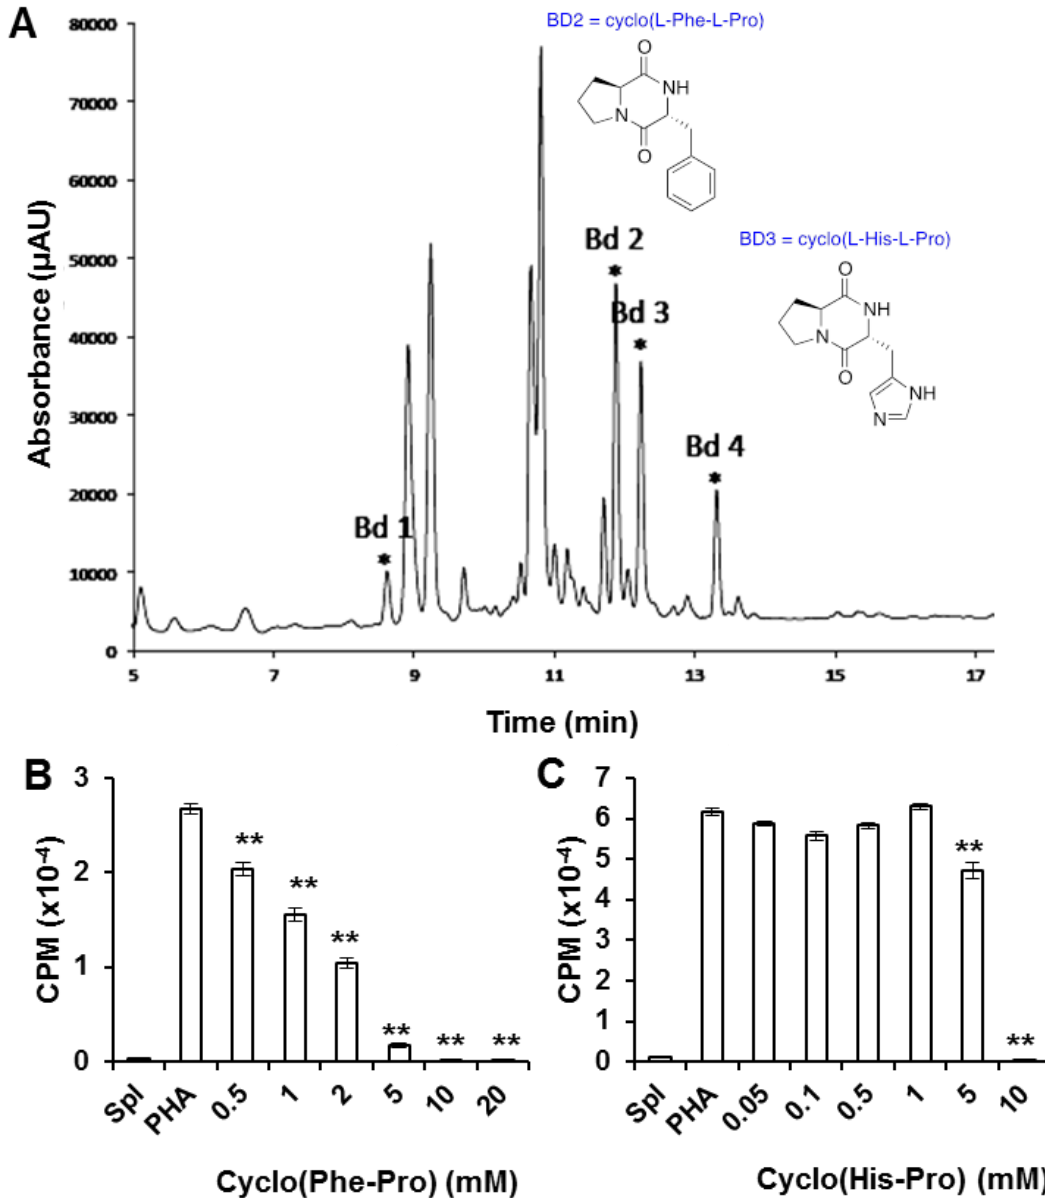 A
BD2 = cyclo(L-Phe-L-Pro)
O
NH
N
O
BD3 = cyclo(L-His-L-Pro)
O
NH
N
O
NH
N
Absorbance (µAU)
80000
70000
60000
50000
40000
30000
20000
10000
0
Bd 1
*
Bd 2
*
Bd 3
*
Bd 4
*
5 7 9 11 13 15 17
Time (min)
B
CPM (x10-4)
3
2
1
0
** ** ** ** ** **
Spl PHA 0.5 1 2 5 10 20
Cyclo(Phe-Pro) (mM)
C
CPM (x10-4)
7
6
5
4
3
2
1
0
** **
Spl PHA 0.05 0.1 0.5 1 5 10
Cyclo(His-Pro) (mM)